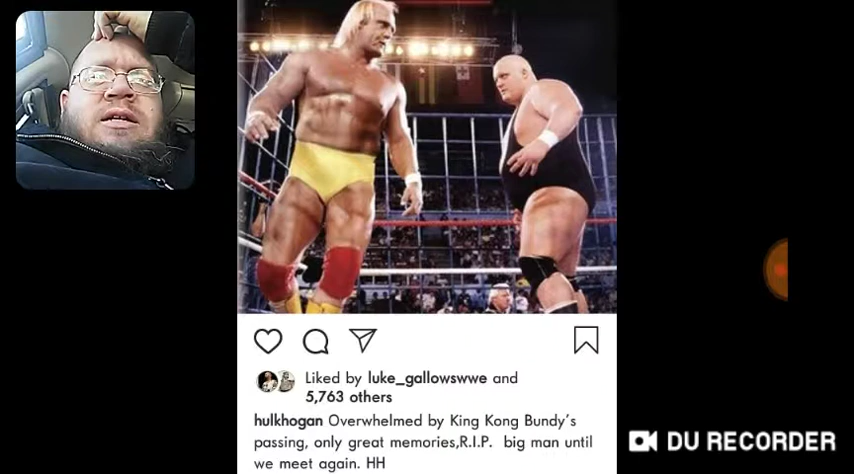 Liked by luke_gallowswwe and
5,763 others
hulkhogan Overwhelmed by King Kong Bundy's
passing, only great memories,R.I.P.  big man until
we meet again. HH
DU RECORDER